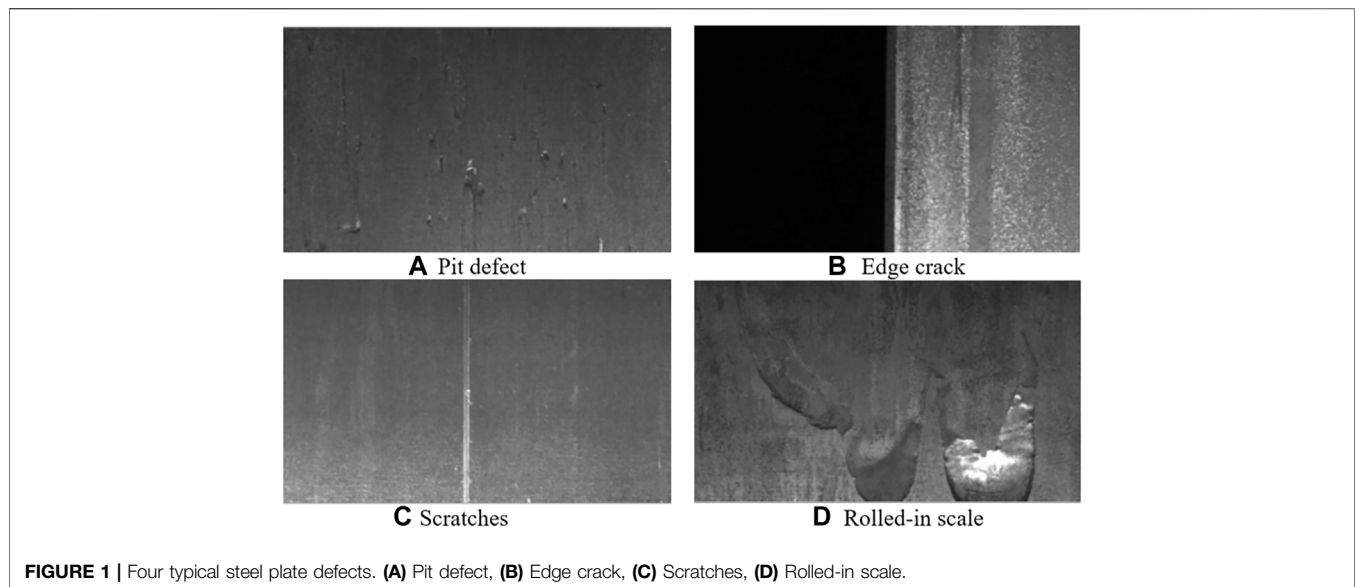 A Pit defect
B Edge crack
C Scratches
D Rolled-in scale
FIGURE 1 | Four typical steel plate defects. (A) Pit defect, (B) Edge crack, (C) Scratches, (D) Rolled-in scale.